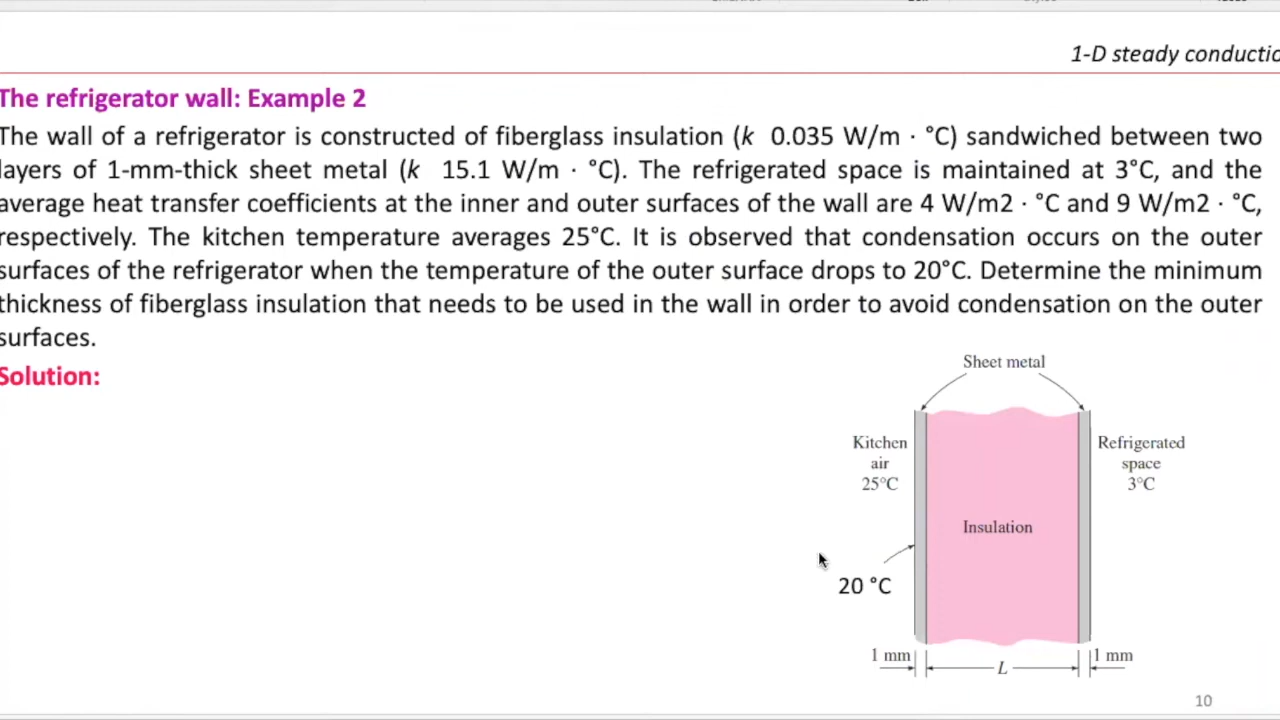 1-D steady conductio
The refrigerator wall: Example 2
The wall of a refrigerator is constructed of fiberglass insulation (k 0.035 W/m · °C) sandwiched between two
layers of 1-mm-thick sheet metal (k 15.1 W/m · °C). The refrigerated space is maintained at 3°C, and the
average heat transfer coefficients at the inner and outer surfaces of the wall are 4 W/m2 · °C and 9 W/m2 · °C,
respectively. The kitchen temperature averages 25°C. It is observed that condensation occurs on the outer
surfaces of the refrigerator when the temperature of the outer surface drops to 20°C. Determine the minimum
thickness of fiberglass insulation that needs to be used in the wall in order to avoid condensation on the outer
surfaces.
Solution:
Sheet metal
Kitchen
air
25°C
Refrigerated
space
3°C
Insulation
20 °C
1 mm
L
1 mm
10